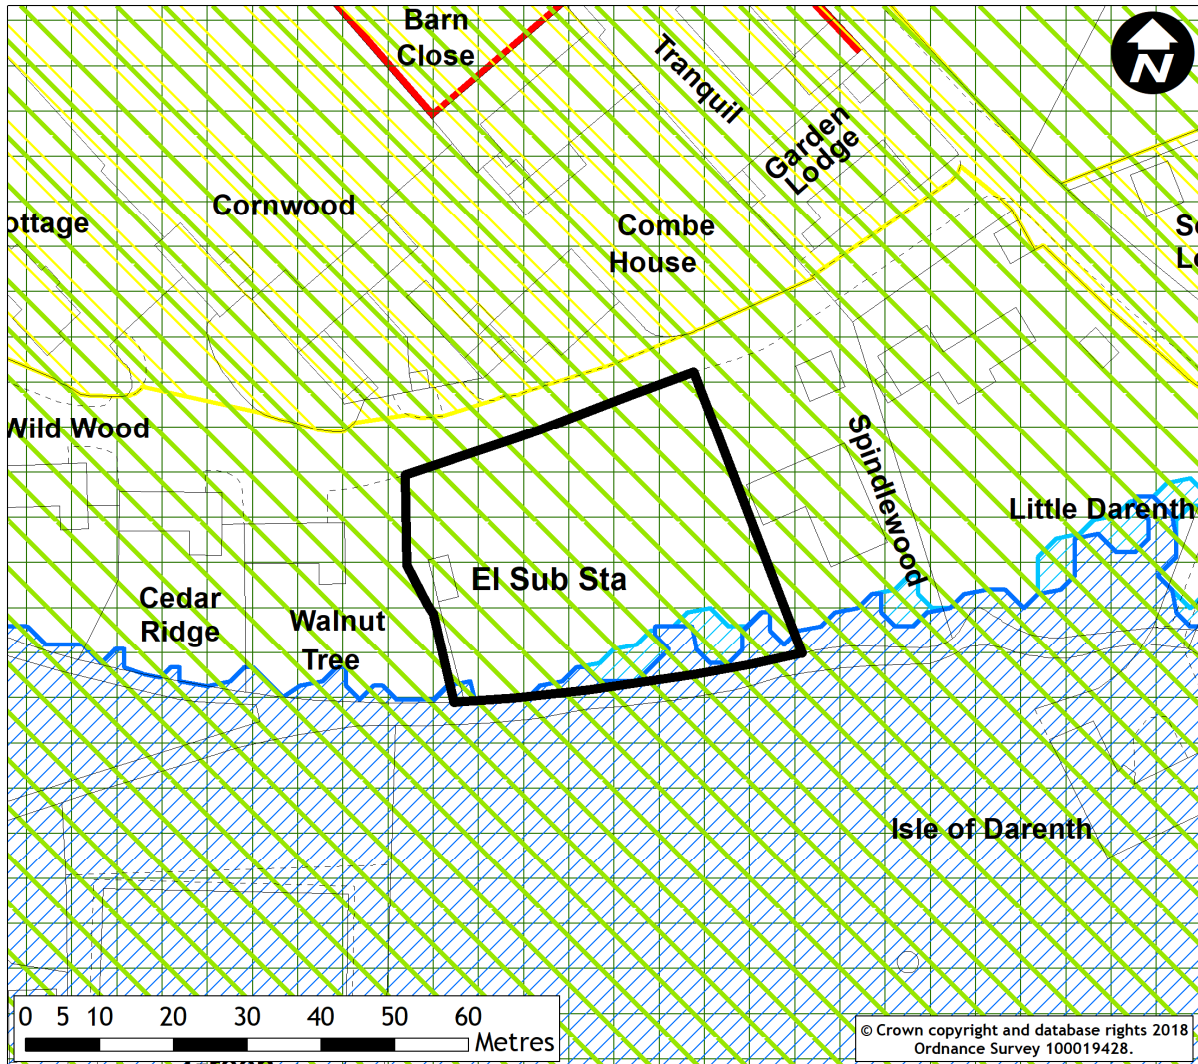 Barn
Close
N
Tranquil
Garden
Lodge
Cornwood
ottage
Combe
House
Wild Wood
Spindlewood
Little Darenth
El Sub Sta
Cedar
Ridge
Walnut
Tree
Isle of Darenth
0 5 10 20 30 40 50 60
Metres
© Crown copyright and database rights 2018
Ordnance Survey 100019428.